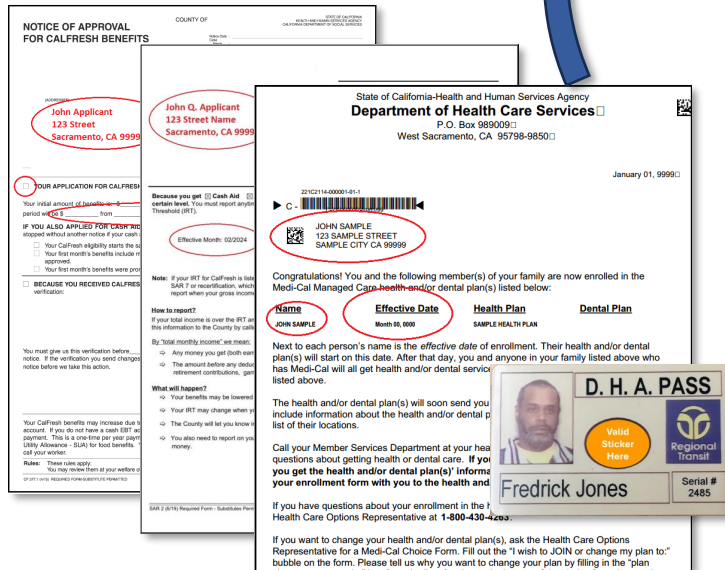 NOTICE OF APPROVAL
FOR CALFRESH BENEFITS
COUNTY OF
STATE OF CALIFORNIA
HEALTH AND HUMAN SERVICES AGENCY
CALIFORNIA DEPARTMENT OF SOCIAL SERVICES
Notice Date :
Case
(ADDRESSEE)
John Applicant
123 Street
Sacramento, CA 9999
YOUR APPLICATION FOR CALFRESH
Your initial amount of benefits is: $
period will be $ from
IF YOU ALSO APPLIED FOR CASH AID
stopped without another notice if your cash
Your CalFresh eligibility starts the
Your first month's benefits include
approved.
Your first month's benefits were
BECAUSE YOU RECEIVED CALFRES
verification:
You must give us this verification before
notice. If the verification you send changes
notice before we take this action.
Your CalFresh benefits may increase due to
account. If you do not have a cash EBT
payment. This is a one-time per year
Utility Allowance - SUA) for food benefits.
call your worker.
Rules: These rules apply:
You may review them at your welfare
CF 377.1 REQUIRED FORM-SUBSTITUTE PERMITTED
John Q. Applicant
123 Street Name
Sacramento, CA 9999
Because you get ☒ Cash Aid ☒
certain level. You must report
Threshold (IRT).
Effective Month: 02/2024
Note: If your IRT for CalFresh is
SAR 7 or recertification, which
report when your gross
How to report?
If your total income is over the IRT
this information to the County by
By "total monthly income" we mean:
Any money you get (both
The amount before any
retirement contributions,
What will happen?
Your benefits may be lowered
Your IRT may change when
The County will let you know
You also need to report on
money.
SAR 2 (6/19) Required Form - Substitutes
State of California-Health and Human Services Agency
Department of Health Care Services□
P.O. Box 989009□
West Sacramento, CA 95798-9850□
January 01, 9999□
221C2114-000001-01-1
C -
JOHN SAMPLE
123 SAMPLE STREET
SAMPLE CITY CA 99999
Congratulations! You and the following member(s) of your family are now enrolled in the
Medi-Cal Managed Care health and/or dental plan(s) listed below:
Name Effective Date Health Plan Dental Plan
JOHN SAMPLE Month 00, 0000 SAMPLE HEALTH PLAN
Next to each person's name is the effective date of enrollment. Their health and/or dental
plan(s) will start on this date. After that day, you and anyone in your family listed above who
has Medi-Cal will all get health and/or dental
listed above.
The health and/or dental plan(s) will soon send you
include information about the health and/or dental
list of their locations.
Call your Member Services Department at your
questions about getting health or dental care. If
you get the health and/or dental plan(s)'
your enrollment form with you to the health
If you have questions about your enrollment in the
Health Care Options Representative at 1-800-430-4263.
If you want to change your health and/or dental plan(s), ask the Health Care Options
Representative for a Medi-Cal Choice Form. Fill out the "I wish to JOIN or change my plan to:"
bubble on the form. Please tell us why you want to change your plan by filling in the "plan
D. H. A. PASS
Valid
Sticker
Here
Regional
Transit
Fredrick Jones
Serial #
2485